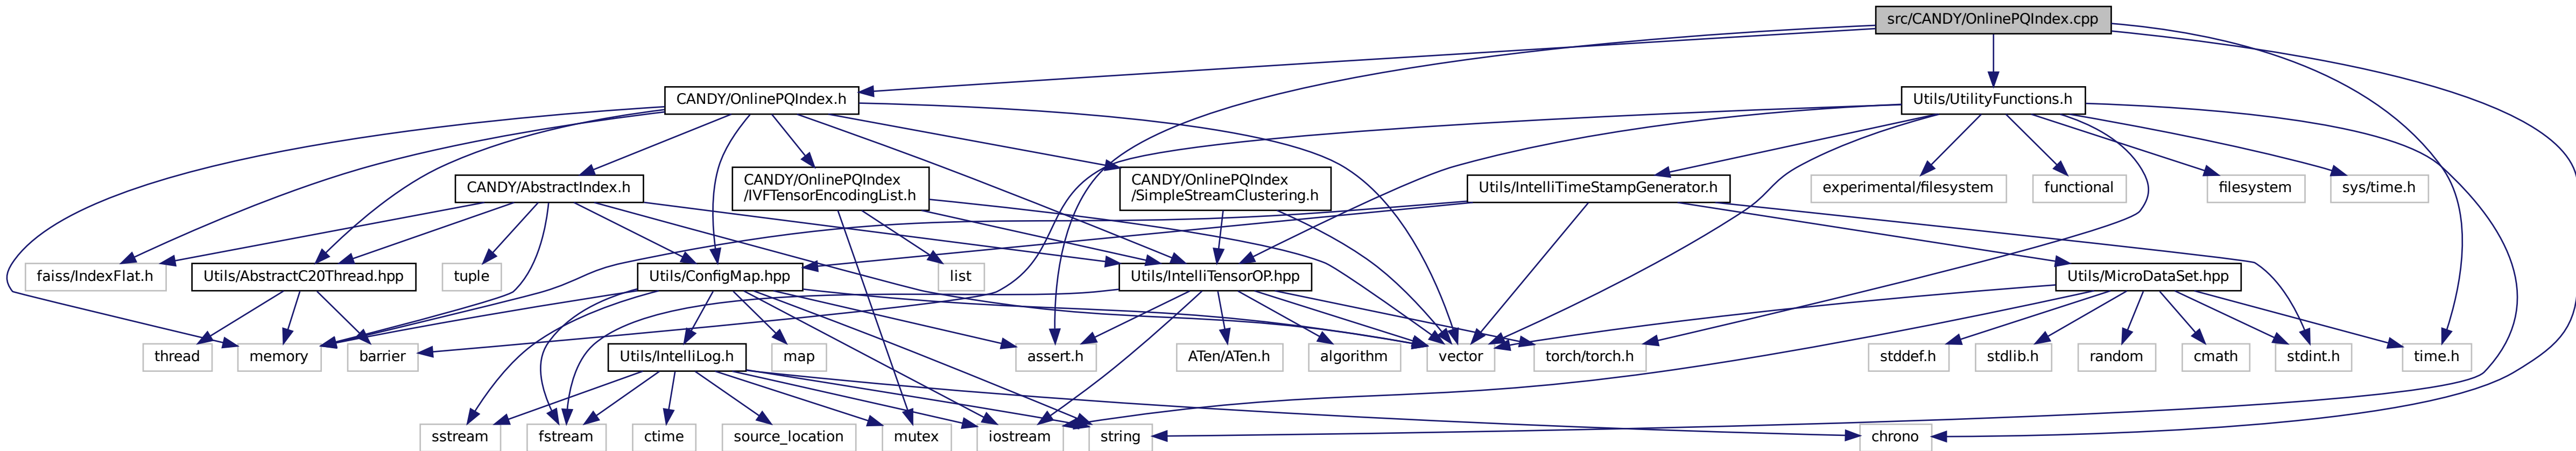 src/CANDY/OnlinePQIndex.cpp
CANDY/OnlinePQIndex.h
Utils/UtilityFunctions.h
CANDY/AbstractIndex.h
CANDY/OnlinePQIndex
/IVFTensorEncodingList.h
CANDY/OnlinePQIndex
/SimpleStreamClustering.h
Utils/IntelliTimeStampGenerator.h
experimental/filesystem
functional
filesystem
sys/time.h
faiss/IndexFlat.h
Utils/AbstractC20Thread.hpp
tuple
Utils/ConfigMap.hpp
list
Utils/IntelliTensorOP.hpp
Utils/MicroDataSet.hpp
thread
memory
barrier
Utils/IntelliLog.h
map
assert.h
ATen/ATen.h
algorithm
vector
torch/torch.h
stddef.h
stdlib.h
random
cmath
stdint.h
time.h
sstream
fstream
ctime
source_location
mutex
iostream
string
chrono